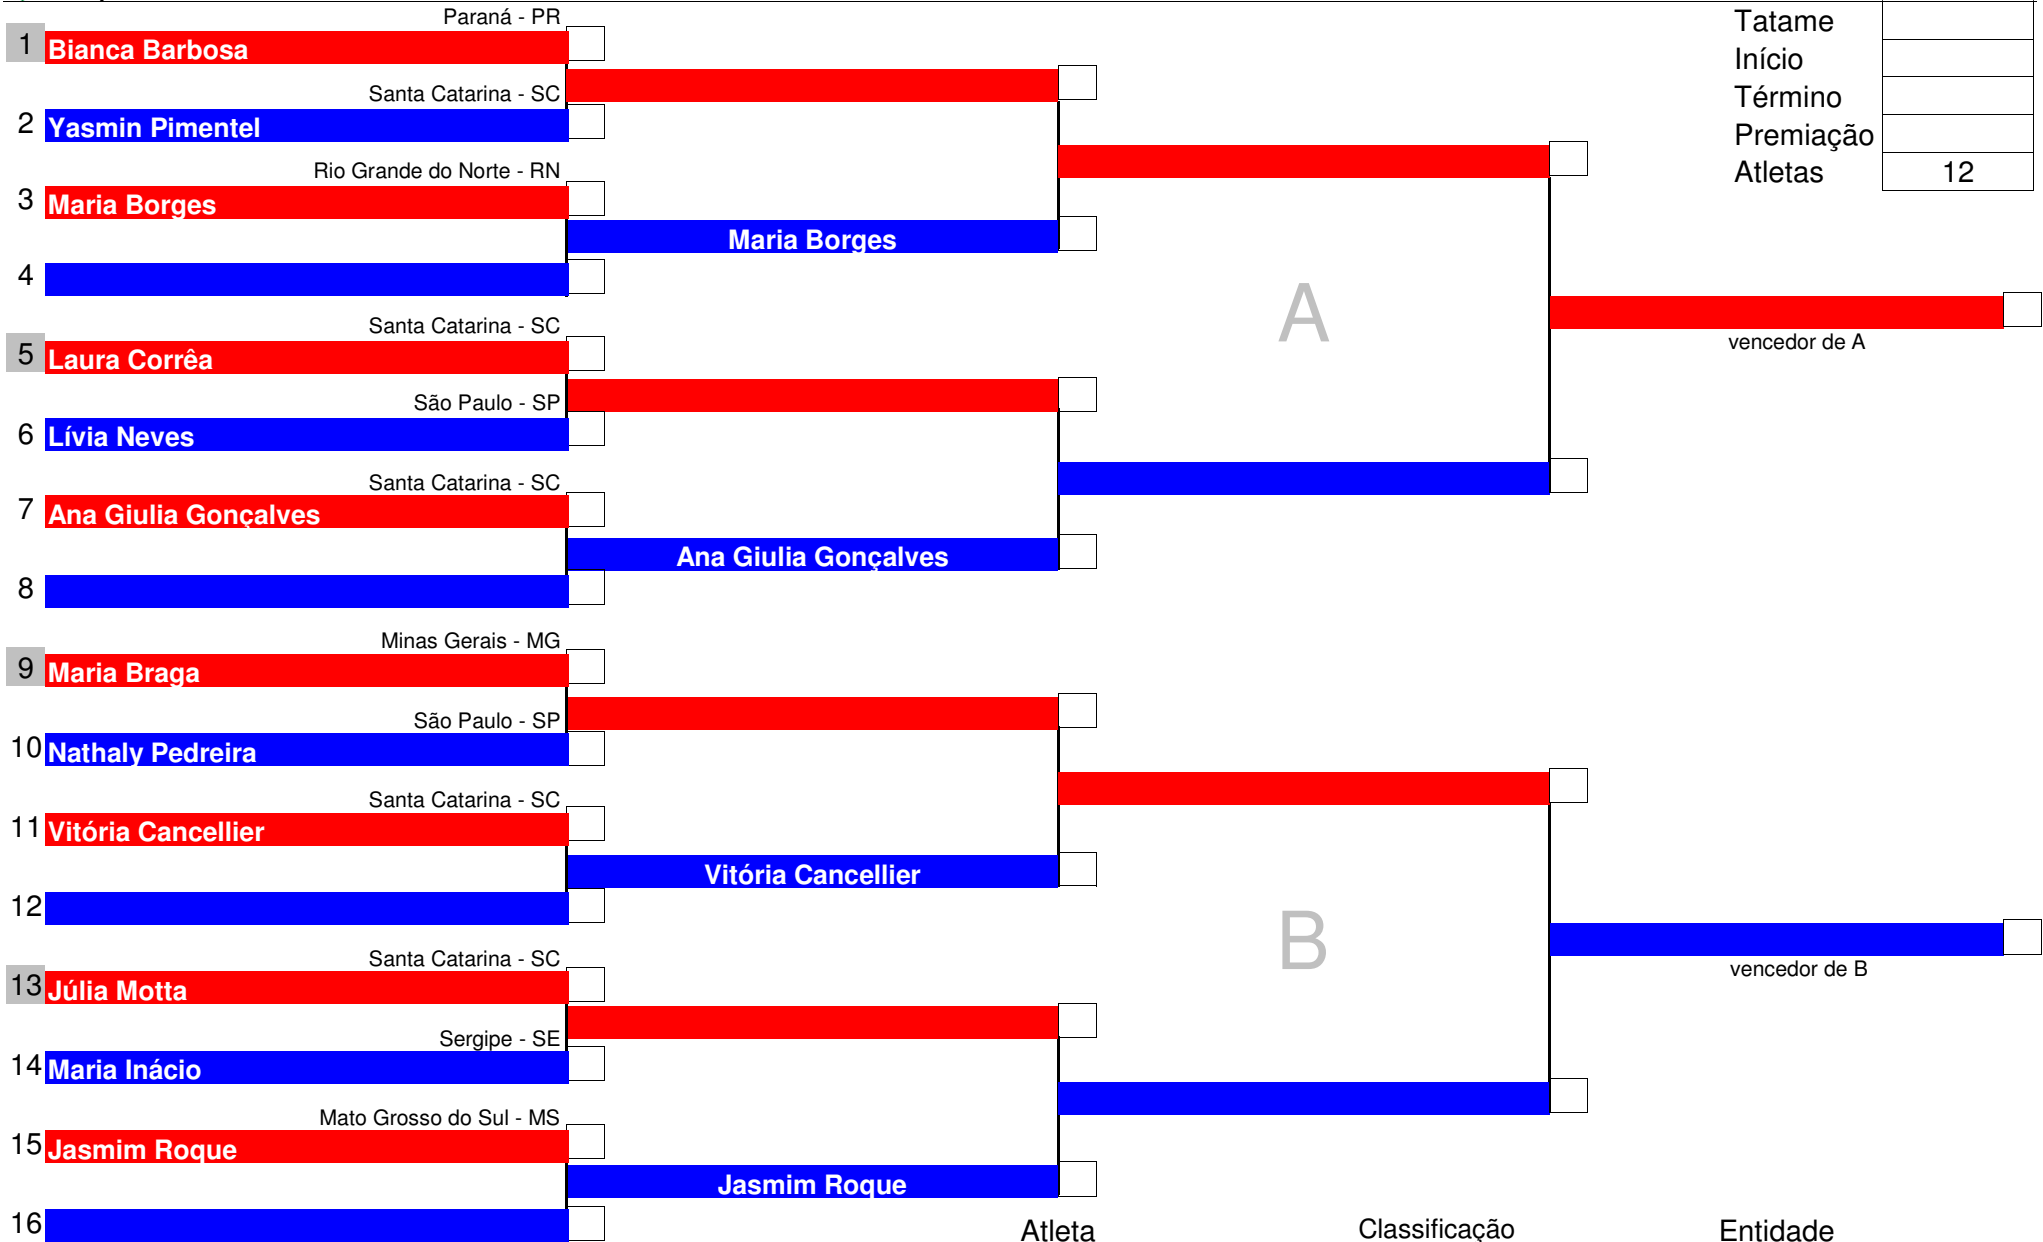 Paraná - PR
1 Bianca Barbosa
Santa Catarina - SC
2 Yasmin Pimentel
Rio Grande do Norte - RN
3 Maria Borges
Maria Borges
4
Santa Catarina - SC
5 Laura Corrêa
São Paulo - SP
6 Lívia Neves
Santa Catarina - SC
7 Ana Giulia Gonçalves
Ana Giulia Gonçalves
8
Minas Gerais - MG
9 Maria Braga
São Paulo - SP
10 Nathaly Pedreira
Santa Catarina - SC
11 Vitória Cancellier
Vitória Cancellier
12
Santa Catarina - SC
13 Júlia Motta
Sergipe - SE
14 Maria Inácio
Mato Grosso do Sul - MS
15 Jasmim Roque
Jasmim Roque
16
A
B
vencedor de A
vencedor de B
Tatame
Início
Término
Premiação
Atletas 12
Atleta Classificação Entidade